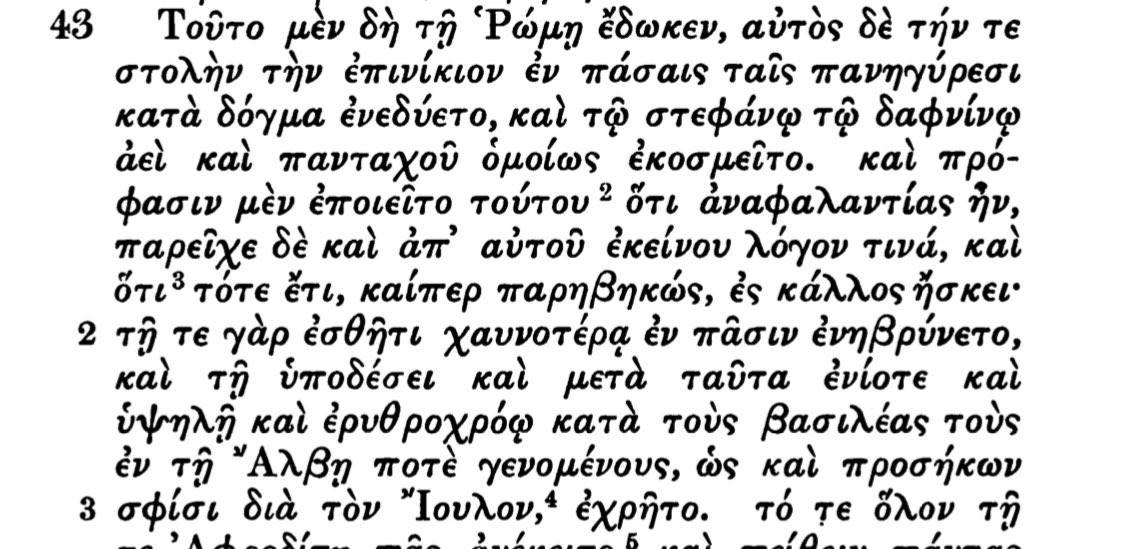 43 Τοῦτο μὲν δὴ τῇ Ῥώμῃ ἔδωκεν, αὐτὸς δὲ τήν τε
στολὴν τὴν ἐπινίκιον ἐν πάσαις ταῖς πανηγύρεσι
κατὰ δόγμα ἐνεδύετο, καὶ τῷ στεφάνῳ τῷ δαφνίνῳ
ἀεὶ καὶ πανταχοῦ ὁμοίως ἐκοσμεῖτο. καὶ πρό-
φασιν μὲν ἐποιεῖτο τούτου ² ὅτι ἀναφαλαντίας ἦν,
παρεῖχε δὲ καὶ ἀπ’ αὐτοῦ ἐκείνου λόγον τινά, καὶ
ὅτι ³ τότε ἔτι, καίπερ παρηβηκώς, ἐς κάλλος ἤσκει·
2 τῇ τε γὰρ ἐσθῆτι χαυνοτέρᾳ ἐν πᾶσιν ἐνηβρύνετο,
καὶ τῇ ὑποδέσει καὶ μετὰ ταῦτα ἐνίοτε καὶ
ὑψηλῇ καὶ ἐρυθροχρόῳ κατὰ τοὺς βασιλέας τοὺς
ἐν τῇ Ἄλβῃ ποτὲ γενομένους, ὡς καὶ προσήκων
3 σφίσι διὰ τὸν Ἴουλον,⁴ ἐχρῆτο. τό τε ὅλον τῇ